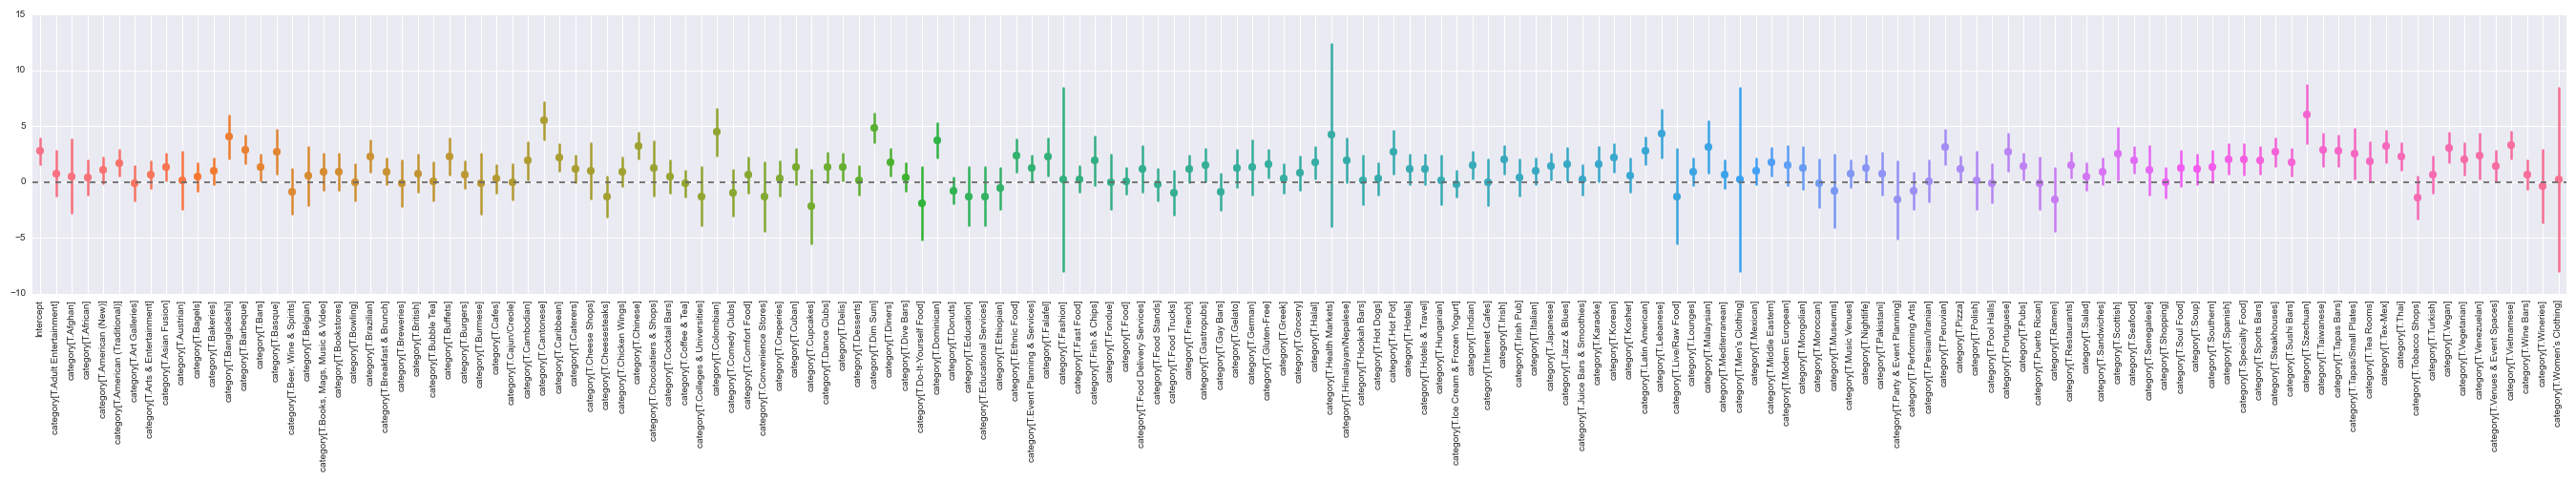 15
10
5
0
−5
−10
Intercept
category[T.Adult Entertainment]
category[T.Afghan]
category[T.African]
category[T.American (New)]
category[T.American (Traditional)]
category[T.Art Galleries]
category[T.Arts & Entertainment]
category[T.Asian Fusion]
category[T.Austrian]
category[T.Bagels]
category[T.Bakeries]
category[T.Bangladeshi]
category[T.Barbeque]
category[T.Bars]
category[T.Basque]
category[T.Beer, Wine & Spirits]
category[T.Belgian]
category[T.Books, Mags, Music & Video]
category[T.Bookstores]
category[T.Bowling]
category[T.Brazilian]
category[T.Breakfast & Brunch]
category[T.Breweries]
category[T.British]
category[T.Bubble Tea]
category[T.Buffets]
category[T.Burgers]
category[T.Burmese]
category[T.Cafes]
category[T.Cajun/Creole]
category[T.Cambodian]
category[T.Cantonese]
category[T.Caribbean]
category[T.Caterers]
category[T.Cheese Shops]
category[T.Cheesesteaks]
category[T.Chicken Wings]
category[T.Chinese]
category[T.Chocolatiers & Shops]
category[T.Cocktail Bars]
category[T.Coffee & Tea]
category[T.Colleges & Universities]
category[T.Colombian]
category[T.Comedy Clubs]
category[T.Comfort Food]
category[T.Convenience Stores]
category[T.Creperies]
category[T.Cuban]
category[T.Cupcakes]
category[T.Dance Clubs]
category[T.Delis]
category[T.Desserts]
category[T.Dim Sum]
category[T.Diners]
category[T.Dive Bars]
category[T.Do-It-Yourself Food]
category[T.Dominican]
category[T.Donuts]
category[T.Education]
category[T.Educational Services]
category[T.Ethiopian]
category[T.Ethnic Food]
category[T.Event Planning & Services]
category[T.Falafel]
category[T.Fashion]
category[T.Fast Food]
category[T.Fish & Chips]
category[T.Fondue]
category[T.Food]
category[T.Food Delivery Services]
category[T.Food Stands]
category[T.Food Trucks]
category[T.French]
category[T.Gastropubs]
category[T.Gay Bars]
category[T.Gelato]
category[T.German]
category[T.Gluten-Free]
category[T.Greek]
category[T.Grocery]
category[T.Halal]
category[T.Health Markets]
category[T.Himalayan/Nepalese]
category[T.Hookah Bars]
category[T.Hot Dogs]
category[T.Hot Pot]
category[T.Hotels]
category[T.Hotels & Travel]
category[T.Hungarian]
category[T.Ice Cream & Frozen Yogurt]
category[T.Indian]
category[T.Internet Cafes]
category[T.Irish]
category[T.Irish Pub]
category[T.Italian]
category[T.Japanese]
category[T.Jazz & Blues]
category[T.Juice Bars & Smoothies]
category[T.Karaoke]
category[T.Korean]
category[T.Kosher]
category[T.Latin American]
category[T.Lebanese]
category[T.Live/Raw Food]
category[T.Lounges]
category[T.Malaysian]
category[T.Mediterranean]
category[T.Men's Clothing]
category[T.Mexican]
category[T.Middle Eastern]
category[T.Modern European]
category[T.Mongolian]
category[T.Moroccan]
category[T.Museums]
category[T.Music Venues]
category[T.Nightlife]
category[T.Pakistani]
category[T.Party & Event Planning]
category[T.Performing Arts]
category[T.Persian/Iranian]
category[T.Peruvian]
category[T.Pizza]
category[T.Polish]
category[T.Pool Halls]
category[T.Portuguese]
category[T.Pubs]
category[T.Puerto Rican]
category[T.Ramen]
category[T.Restaurants]
category[T.Salad]
category[T.Sandwiches]
category[T.Scottish]
category[T.Seafood]
category[T.Senegalese]
category[T.Shopping]
category[T.Soul Food]
category[T.Soup]
category[T.Southern]
category[T.Spanish]
category[T.Specialty Food]
category[T.Sports Bars]
category[T.Steakhouses]
category[T.Sushi Bars]
category[T.Szechuan]
category[T.Taiwanese]
category[T.Tapas Bars]
category[T.Tapas/Small Plates]
category[T.Tea Rooms]
category[T.Tex-Mex]
category[T.Thai]
category[T.Tobacco Shops]
category[T.Turkish]
category[T.Vegan]
category[T.Vegetarian]
category[T.Venezuelan]
category[T.Venues & Event Spaces]
category[T.Vietnamese]
category[T.Wine Bars]
category[T.Wineries]
category[T.Women's Clothing]